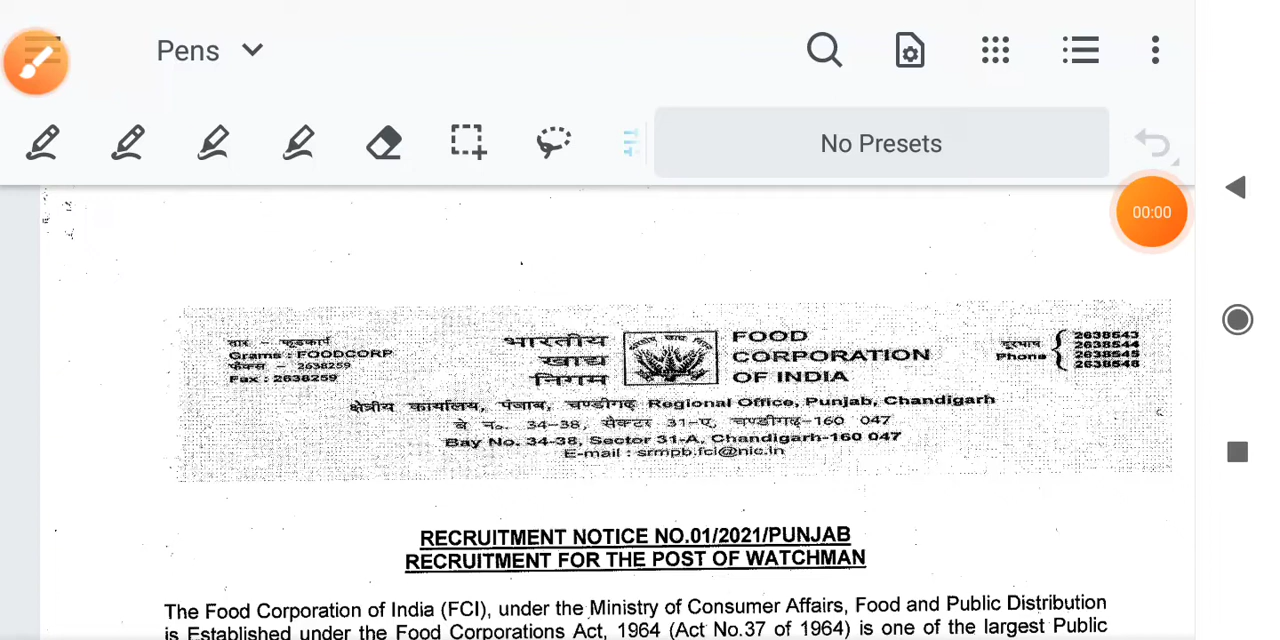 Pens
No Presets
00:00
तार - फूडकार्प
Grams : FOODCORP
फैक्स - 2638259
Fax : 2638259
भारतीय
खाद्य
निगम
FOOD
CORPORATION
OF INDIA
दूरभाष
Phone
2638543
2638544
2638545
2638546
क्षेत्रीय कार्यालय, पंजाब, चण्डीगढ़ Regional Office, Punjab, Chandigarh
बे नं. 34-38, सेक्टर 31-ए, चण्डीगढ़-160 047
Bay No. 34-38, Sector 31-A, Chandigarh-160 047
E-mail : srmpb.fci@nic.in
RECRUITMENT NOTICE NO.01/2021/PUNJAB
RECRUITMENT FOR THE POST OF WATCHMAN
The Food Corporation of India (FCI), under the Ministry of Consumer Affairs, Food and Public Distribution
is Established under the Food Corporations Act, 1964 (Act No.37 of 1964) is one of the largest Public